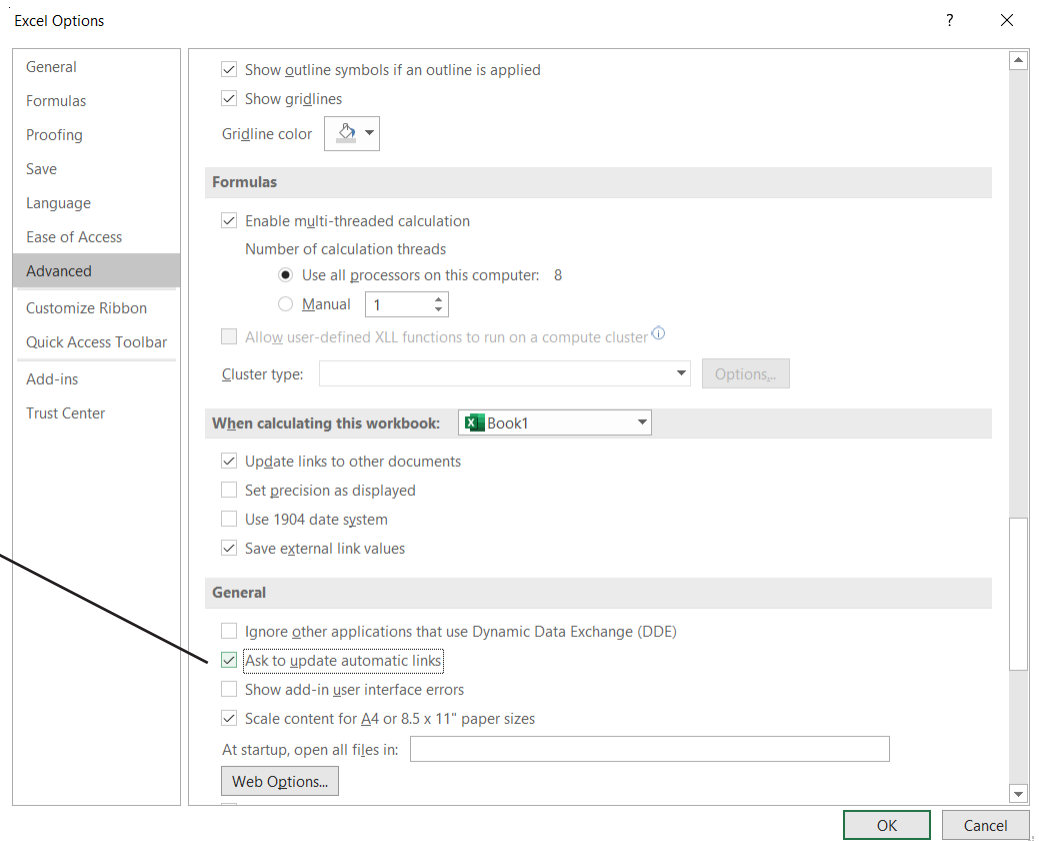 Excel Options ?
General
Formulas
Proofing
Save
Language
Ease of Access
Advanced
Customize Ribbon
Quick Access Toolbar
Add-ins
Trust Center
Show outline symbols if an outline is applied
Show gridlines
Gridline color
Formulas
Enable multi-threaded calculation
Number of calculation threads
Use all processors on this computer: 8
Manual 1
Allow user-defined XLL functions to run on a compute cluster
Cluster type: Options...
When calculating this workbook: Book1
Update links to other documents
Set precision as displayed
Use 1904 date system
Save external link values
General
Ignore other applications that use Dynamic Data Exchange (DDE)
Ask to update automatic links
Show add-in user interface errors
Scale content for A4 or 8.5 x 11" paper sizes
At startup, open all files in:
Web Options...
OK Cancel